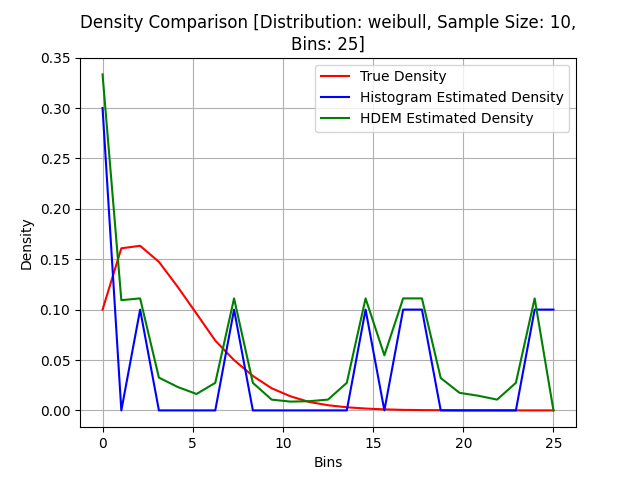 Density Comparison [Distribution: weibull, Sample Size: 10,
Bins: 25]
True Density
Histogram Estimated Density
HDEM Estimated Density
Density
0.35
0.30
0.25
0.20
0.15
0.10
0.05
0.00
0 5 10 15 20 25
Bins